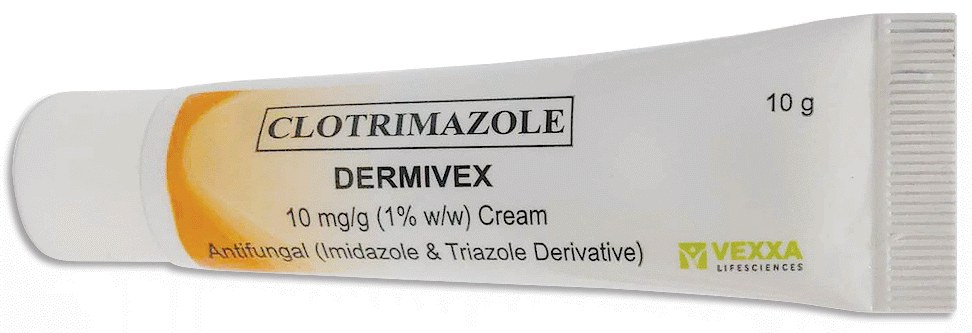 CLOTRIMAZOLE
10 g
DERMIVEX
10 mg/g (1% w/w) Cream
Antifungal (Imidazole & Triazole Derivative)
VEXXA
LIFESCIENCES